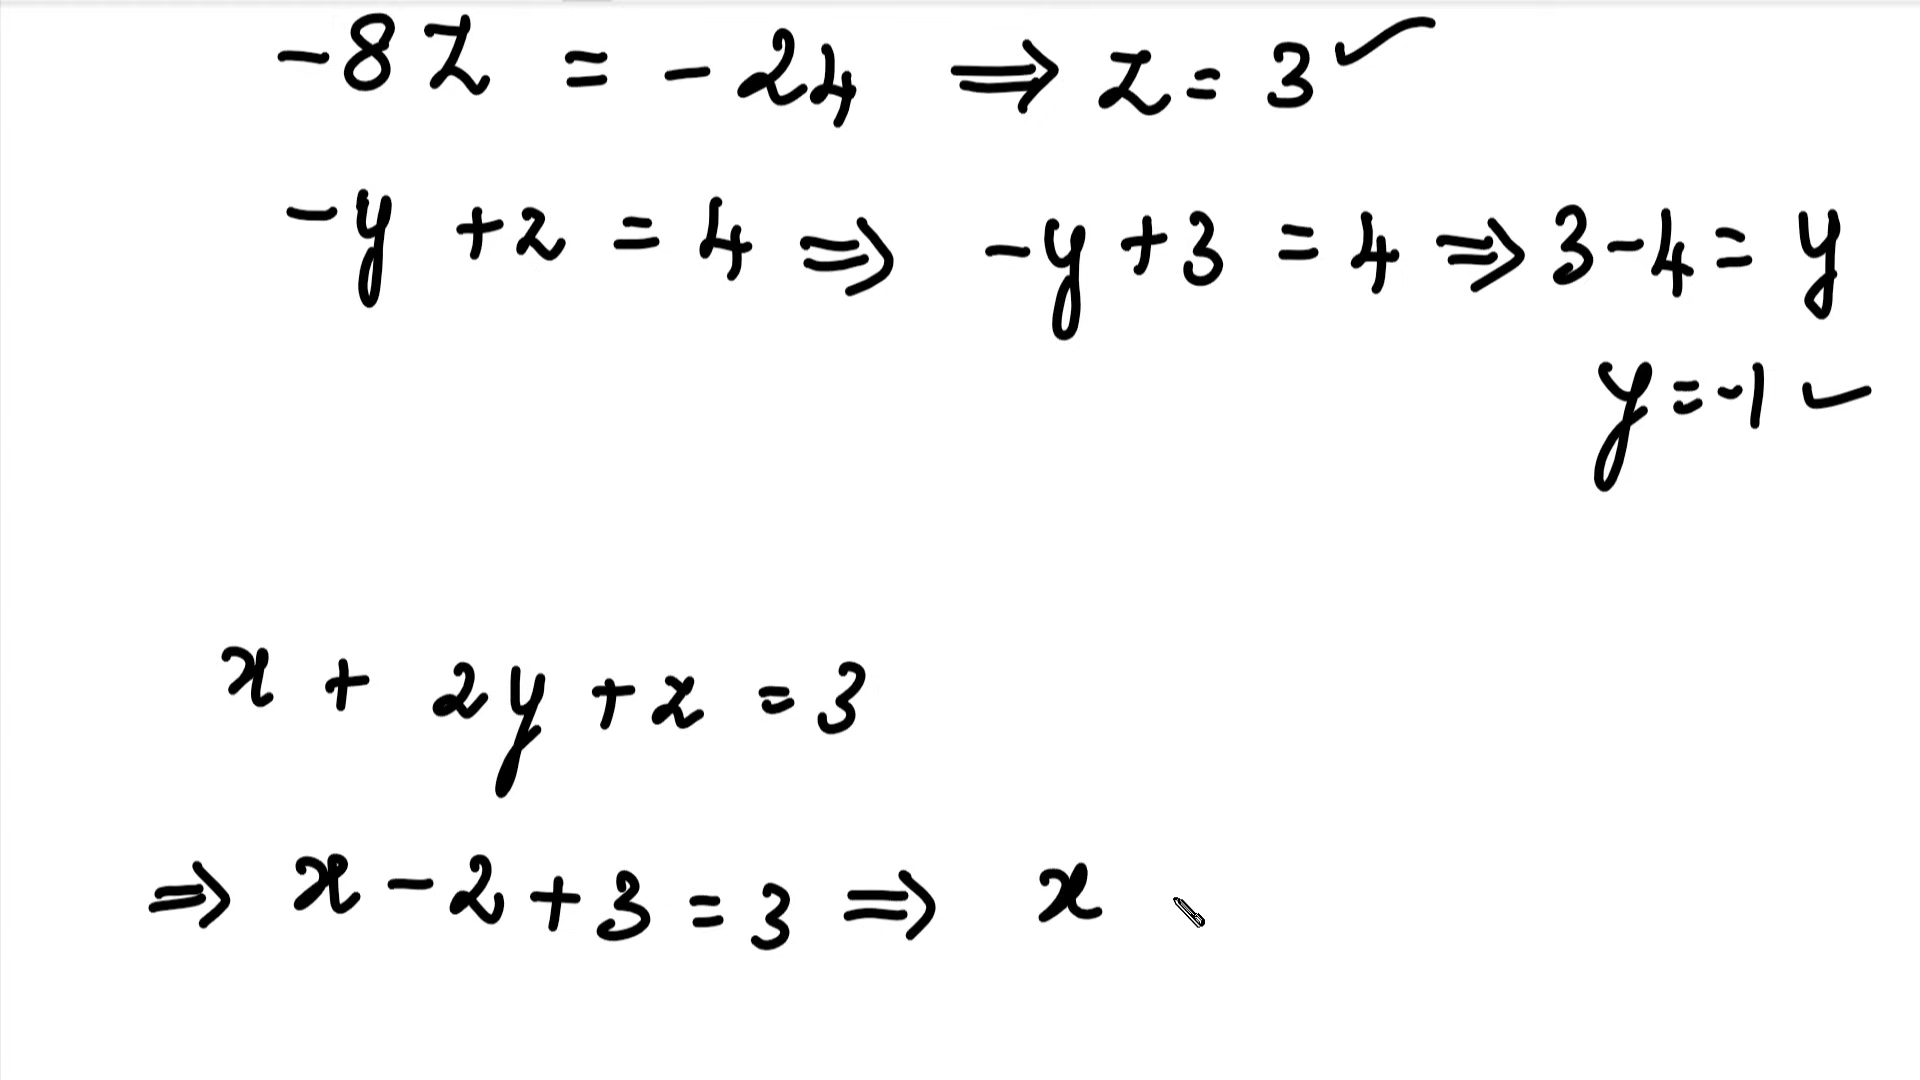 -8z = -24 ⇒ z = 3 ✓
-y + z = 4 ⇒ -y + 3 = 4 ⇒ 3 - 4 = y
y = -1 ✓
x + 2y + z = 3
⇒ x - 2 + 3 = 3 ⇒ x